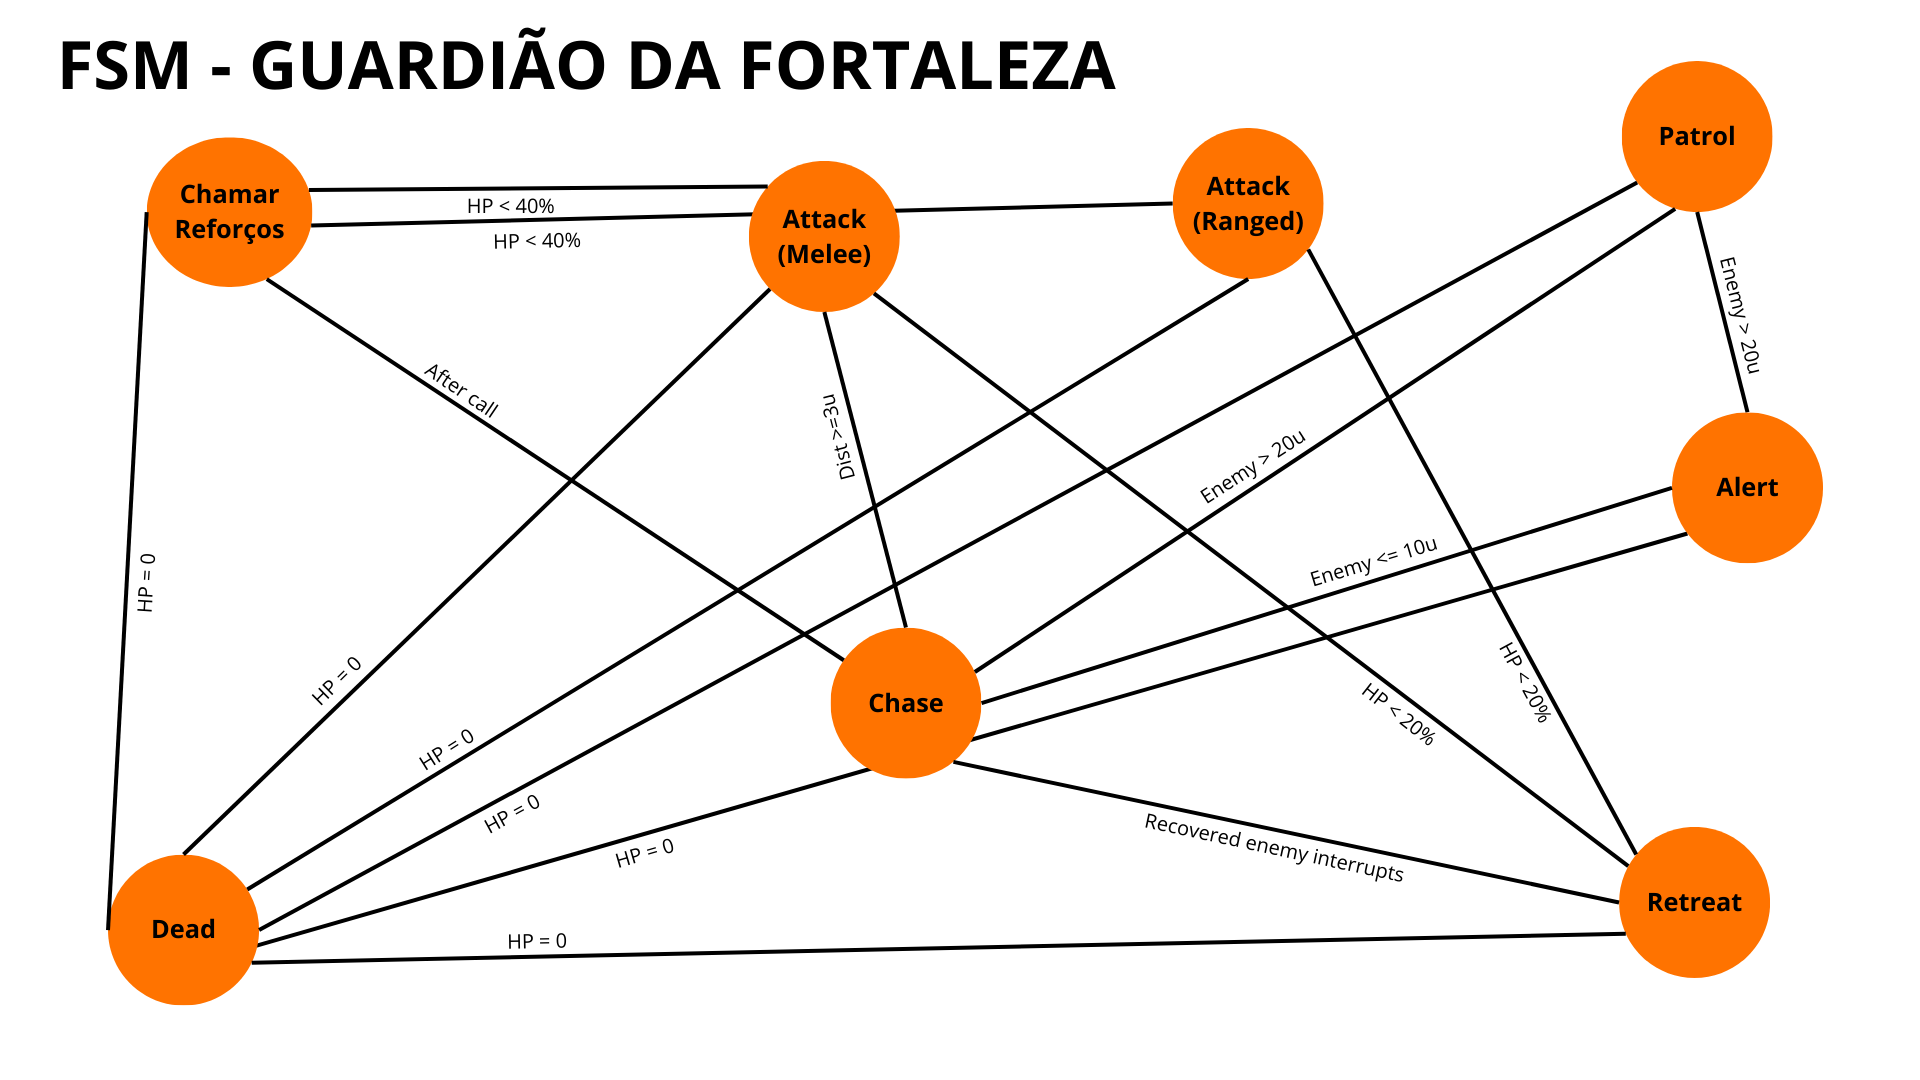 FSM - GUARDIÃO DA FORTALEZA
Patrol
Chamar
Reforços
HP < 40%
HP < 40%
Attack
(Melee)
Attack
(Ranged)
Enemy > 20u
After call
Dist >=3u
Enemy > 20u
Alert
Enemy <= 10u
HP = 0
HP = 0
HP = 0
HP = 0
HP = 0
HP = 0
Chase
HP < 20%
HP < 20%
Recovered enemy interrupts
Dead
Retreat